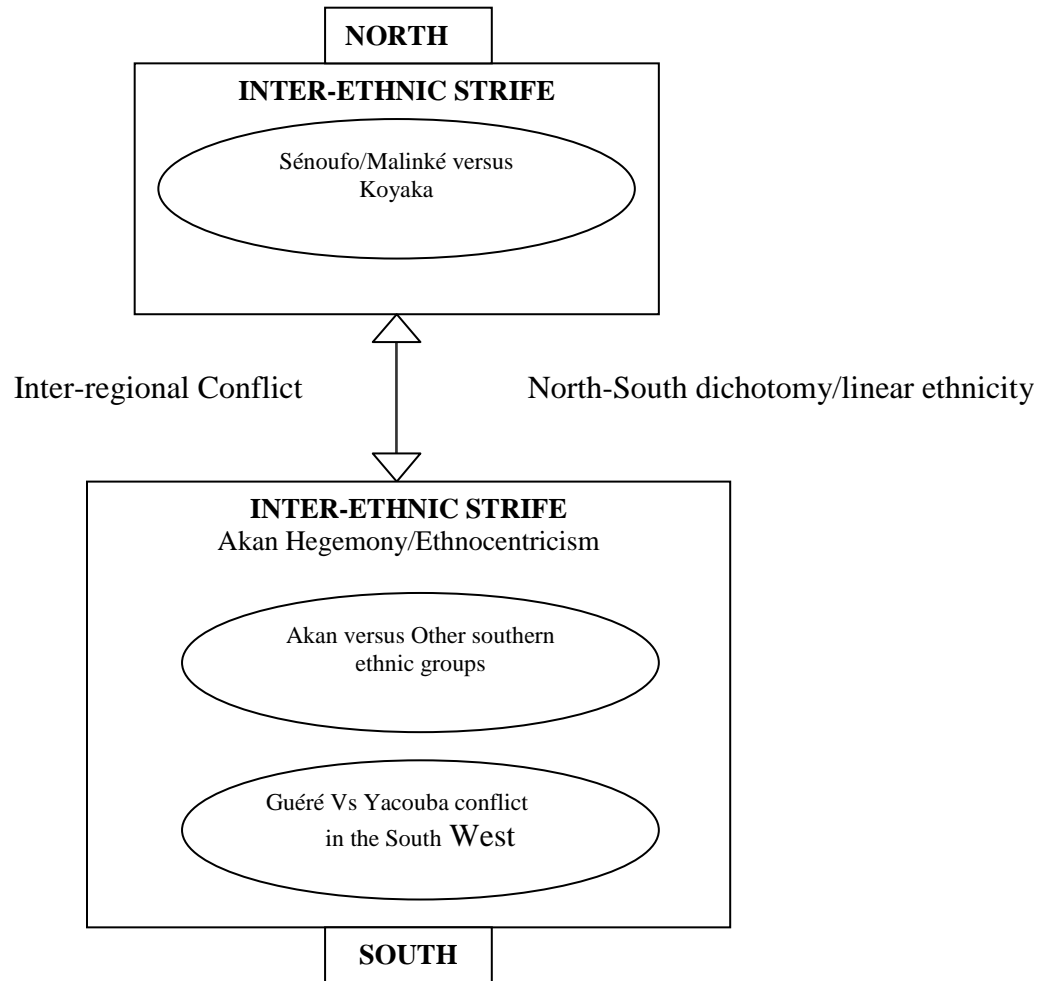 NORTH
INTER-ETHNIC STRIFE
Sénoufo/Malinké versus
Koyaka
Inter-regional Conflict
North-South dichotomy/linear ethnicity
INTER-ETHNIC STRIFE
Akan Hegemony/Ethnocentricism
Akan versus Other southern
ethnic groups
Guéré Vs Yacouba conflict
in the South West
SOUTH